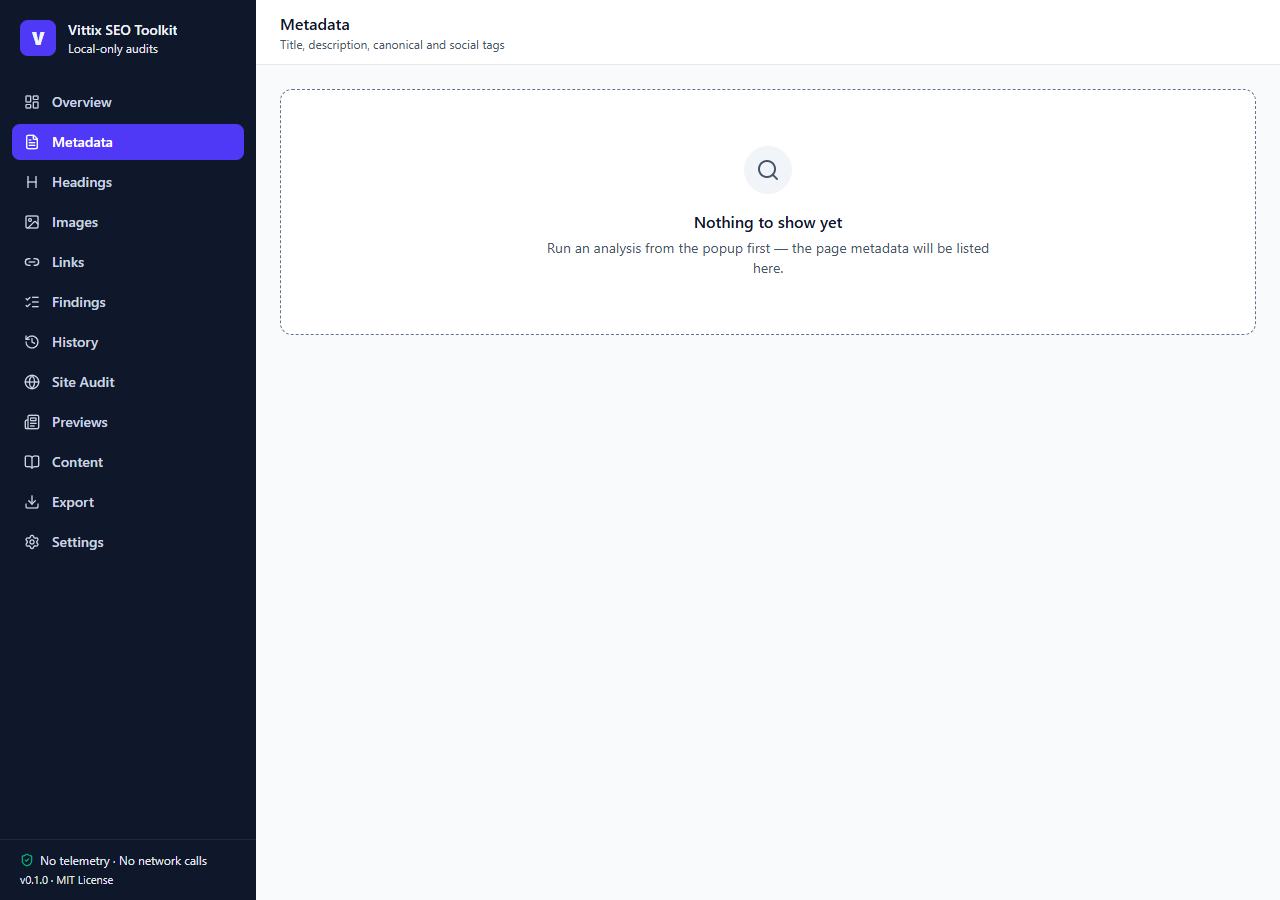 V
Vittix SEO Toolkit
Local-only audits
Overview
Metadata
Headings
Images
Links
Findings
History
Site Audit
Previews
Content
Export
Settings
No telemetry · No network calls
v0.1.0 · MIT License
Metadata
Title, description, canonical and social tags
Nothing to show yet
Run an analysis from the popup first — the page metadata will be listed
here.